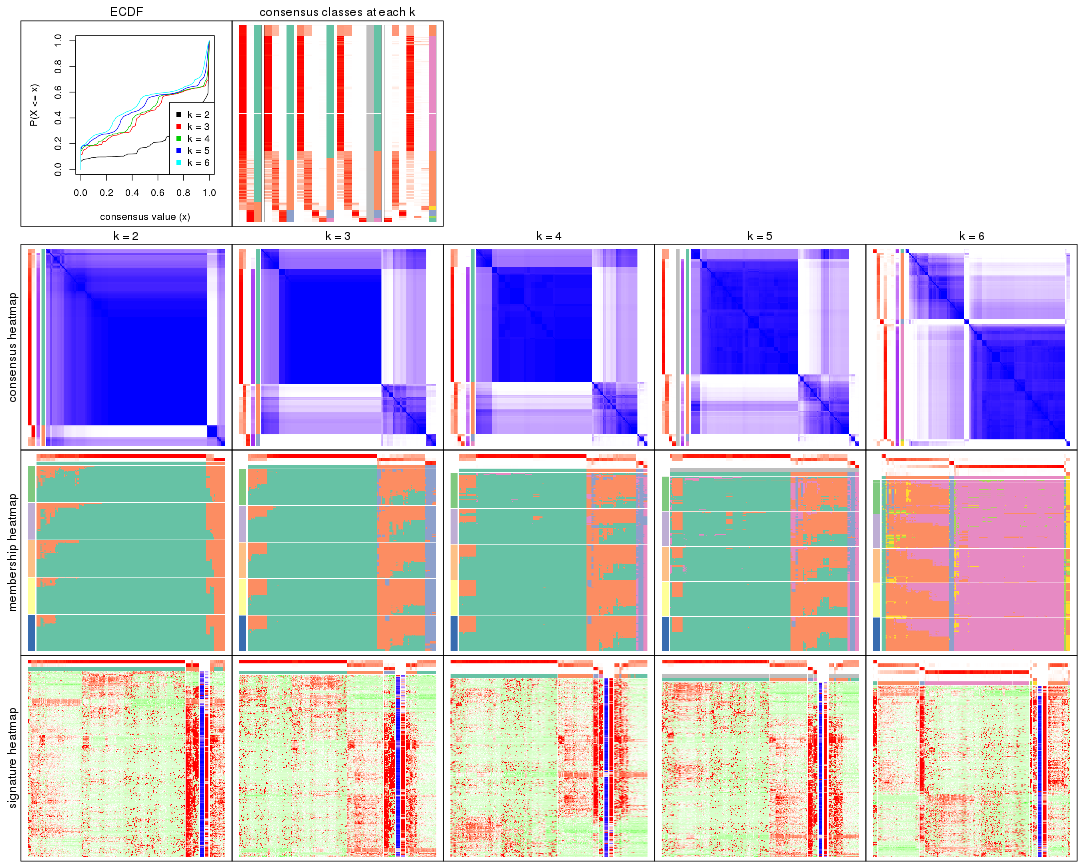 ECDF
consensus classes at each k
P(X <= x)
0.0 0.2 0.4 0.6 0.8 1.0
k = 2
k = 3
k = 4
k = 5
k = 6
0.0 0.2 0.4 0.6 0.8 1.0
consensus value (x)
k = 2
k = 3
k = 4
k = 5
k = 6
consensus heatmap
membership heatmap
signature heatmap